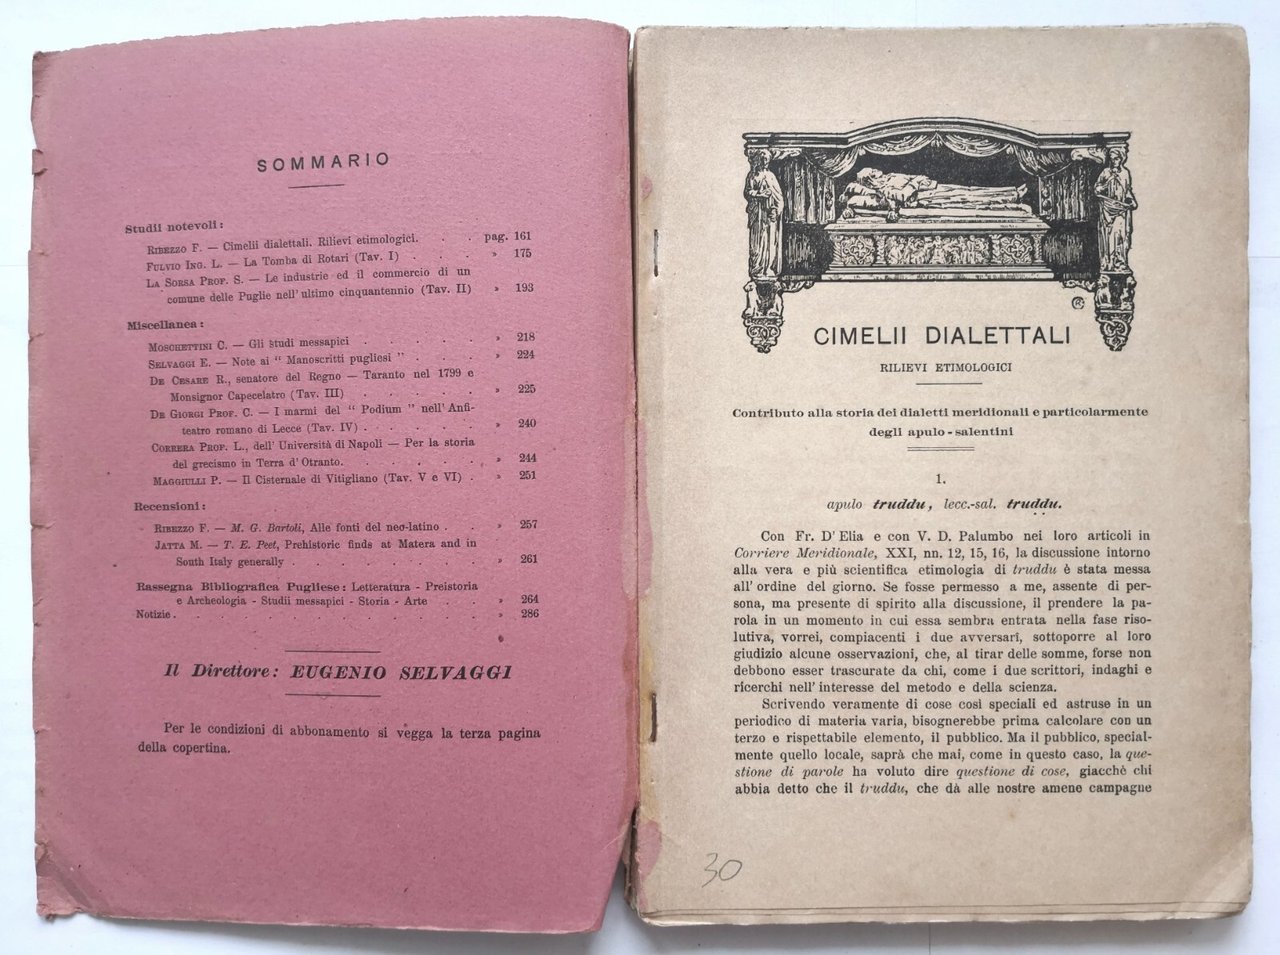 SOMMARIO
Studii notevoli:
RIBEZZO F. — Cimelii dialettali. Rilievi etimologici. . . pag. 161
FULVIO ING. L. — La Tomba di Rotari (Tav. I) . . . . » 175
LA SORSA PROF. S. — Le industrie ed il commercio di un
comune delle Puglie nell'ultimo cinquantennio (Tav. II) » 193
Miscellanea:
MOSCHETTINI C. — Gli studi messapici . . . . . . » 218
SELVAGGI E. — Note ai “ Manoscritti pugliesi ” . . . . » 224
DE CESARE R., senatore del Regno — Taranto nel 1799 e
Monsignor Capecelatro (Tav. III) . . . . . . » 225
DE GIORGI PROF. C. — I marmi del “ Podium ” nell' Anfi-
teatro romano di Lecce (Tav. IV) . . . . . . » 240
CORRERA PROF. L., dell' Università di Napoli — Per la storia
del grecismo in Terra d' Otranto. . . . . . . » 244
MAGGIULLI P. — Il Cisternale di Vitigliano (Tav. V e VI) . » 251
Recensioni:
RIBEZZO F. — M. G. Bartoli, Alle fonti del neo-latino . . » 257
JATTA M. — T. E. Peet, Prehistoric finds at Matera and in
South Italy generally . . . . . . . . » 261
Rassegna Bibliografica Pugliese: Letteratura - Preistoria
e Archeologia - Studii messapici - Storia - Arte . . . » 264
Notizie . . . . . . . . . . . . . » 286
Il Direttore: EUGENIO SELVAGGI
Per le condizioni di abbonamento si vegga la terza pagina
della copertina.
CIMELII DIALETTALI
RILIEVI ETIMOLOGICI
Contributo alla storia dei dialetti meridionali e particolarmente
degli apulo - salentini
1.
apulo truddu, lecc.-sal. truddu.
Con Fr. D' Elia e con V. D. Palumbo nei loro articoli in
Corriere Meridionale, XXI, nn. 12, 15, 16, la discussione intorno
alla vera e più scientifica etimologia di truddu è stata messa
all' ordine del giorno. Se fosse permesso a me, assente di per-
sona, ma presente di spirito alla discussione, il prendere la pa-
rola in un momento in cui essa sembra entrata nella fase riso-
lutiva, vorrei, compiacenti i due avversari, sottoporre al loro
giudizio alcune osservazioni, che, al tirar delle somme, forse non
debbono esser trascurate da chi, come i due scrittori, indaghi e
ricerchi nell' interesse del metodo e della scienza.
Scrivendo veramente di cose così speciali ed astruse in un
periodico di materia varia, bisognerebbe prima calcolare con un
terzo e rispettabile elemento, il pubblico. Ma il pubblico, special-
mente quello locale, saprà che mai, come in questo caso, la que-
stione di parole ha voluto dire questione di cose, giacchè chi
abbia detto che il truddu, che dà alle nostre amene campagne
30